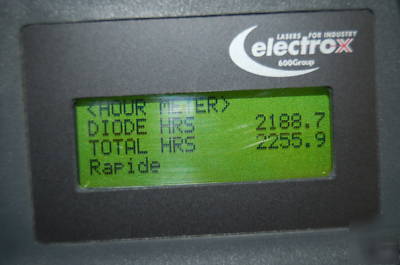 LASERS FOR INDUSTRY
electrox
600Group
<HOUR METER>
DIODE HRS 2188.7
TOTAL HRS 2255.9
Rapide